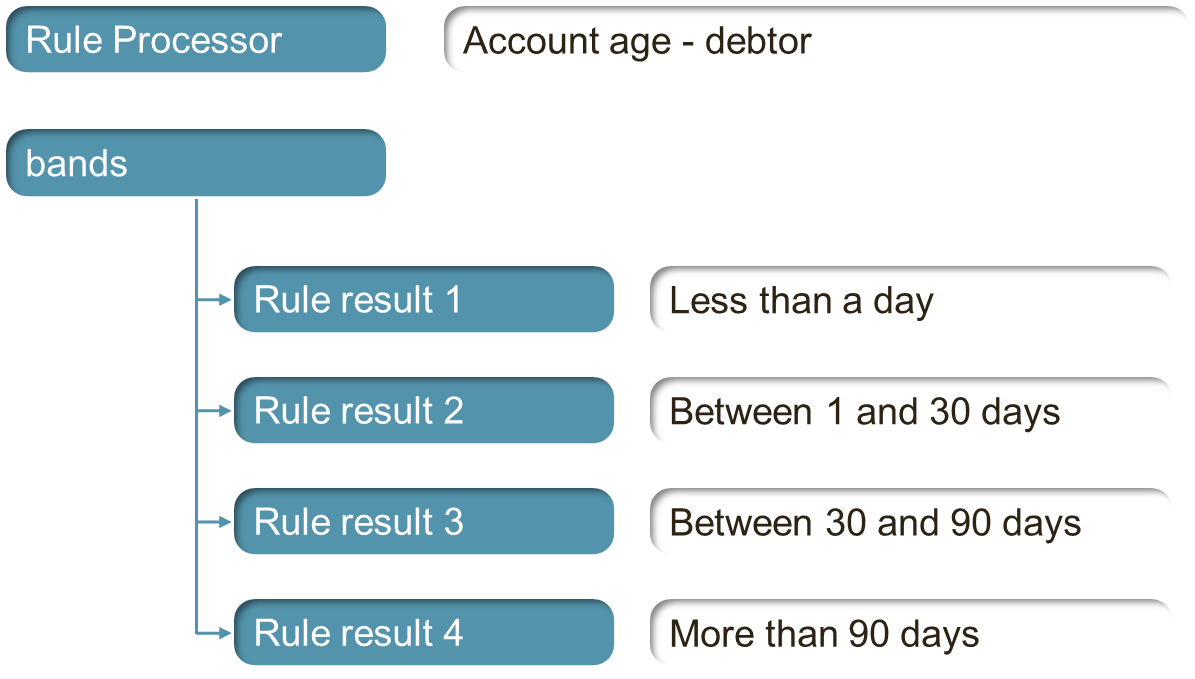 Rule Processor
Account age - debtor
bands
Rule result 1
Less than a day
Rule result 2
Between 1 and 30 days
Rule result 3
Between 30 and 90 days
Rule result 4
More than 90 days